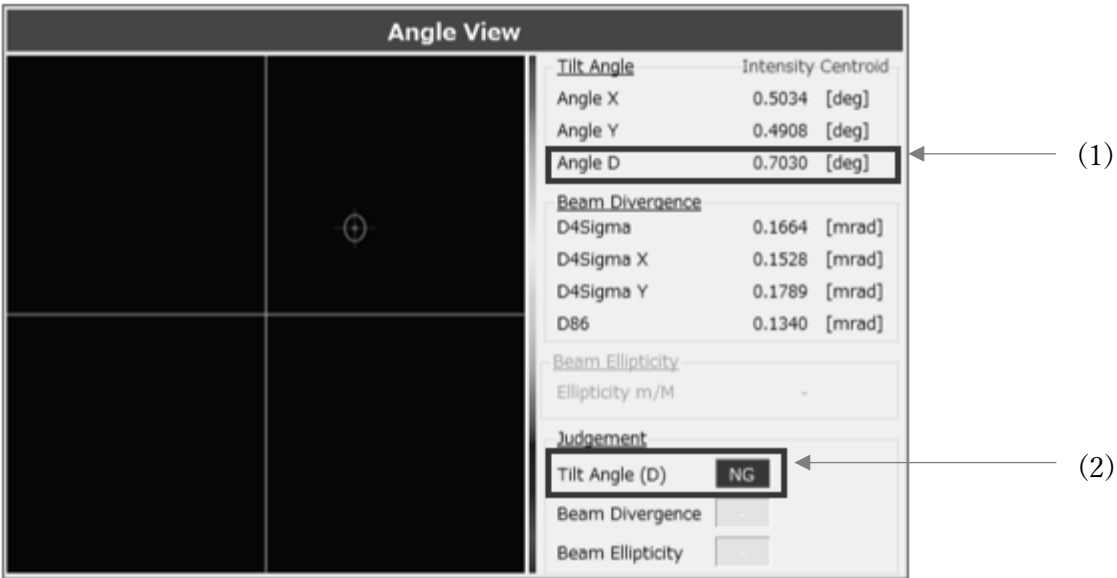 Angle View
Tilt Angle Intensity Centroid
Angle X 0.5034 [deg]
Angle Y 0.4908 [deg]
Angle D 0.7030 [deg]
(1)
Beam Divergence
D4Sigma 0.1664 [mrad]
D4Sigma X 0.1528 [mrad]
D4Sigma Y 0.1789 [mrad]
D86 0.1340 [mrad]
Beam Ellipticity
Ellipticity m/M -
Judgement
Tilt Angle (D) NG
(2)
Beam Divergence -
Beam Ellipticity -